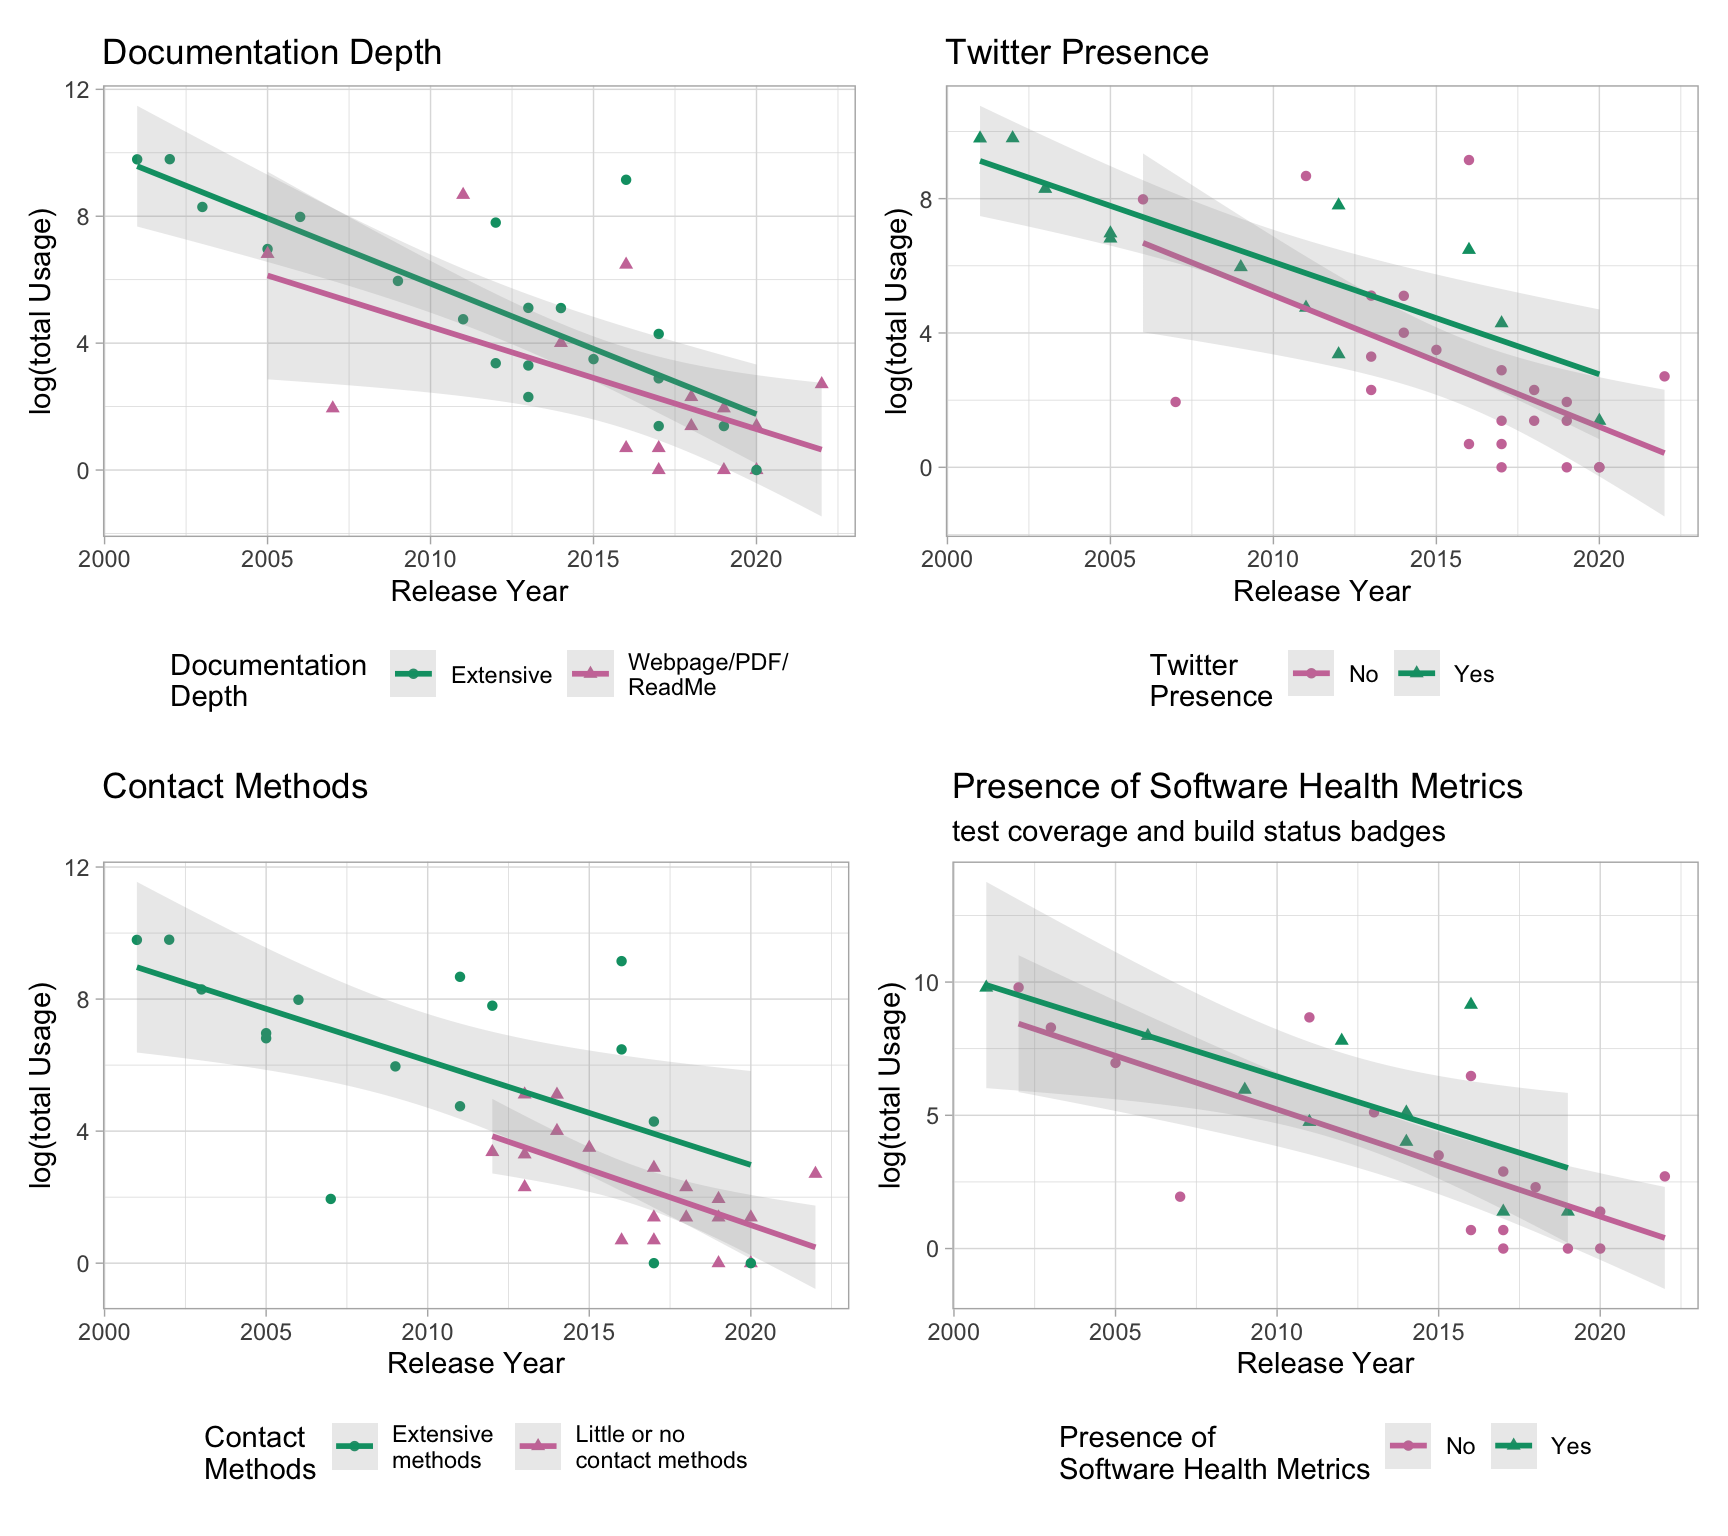 Documentation Depth
12
8
4
0
log(total Usage)
2000 2005 2010 2015 2020
Release Year
Documentation
Depth
Extensive
Webpage/PDF/
ReadMe
Twitter Presence
8
4
0
log(total Usage)
2000 2005 2010 2015 2020
Release Year
Twitter
Presence
No
Yes
Contact Methods
12
8
4
0
log(total Usage)
2000 2005 2010 2015 2020
Release Year
Contact
Methods
Extensive
methods
Little or no
contact methods
Presence of Software Health Metrics
test coverage and build status badges
10
5
0
log(total Usage)
2000 2005 2010 2015 2020
Release Year
Presence of
Software Health Metrics
No
Yes